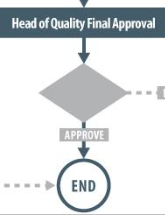 Head of Quality Final Approval
APPROVE
END